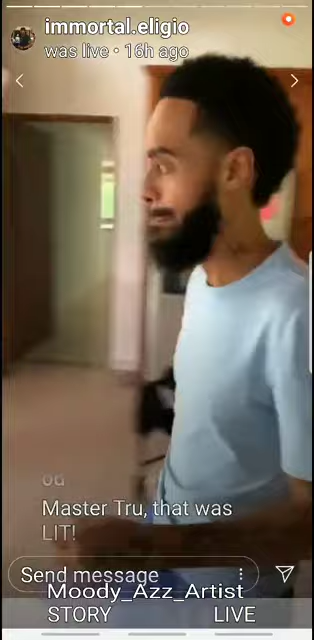 immortal.eligio
was live • 16h ago
od
Master Tru, that was
LIT!
Send message
Moody_Azz_Artist
STORY LIVE